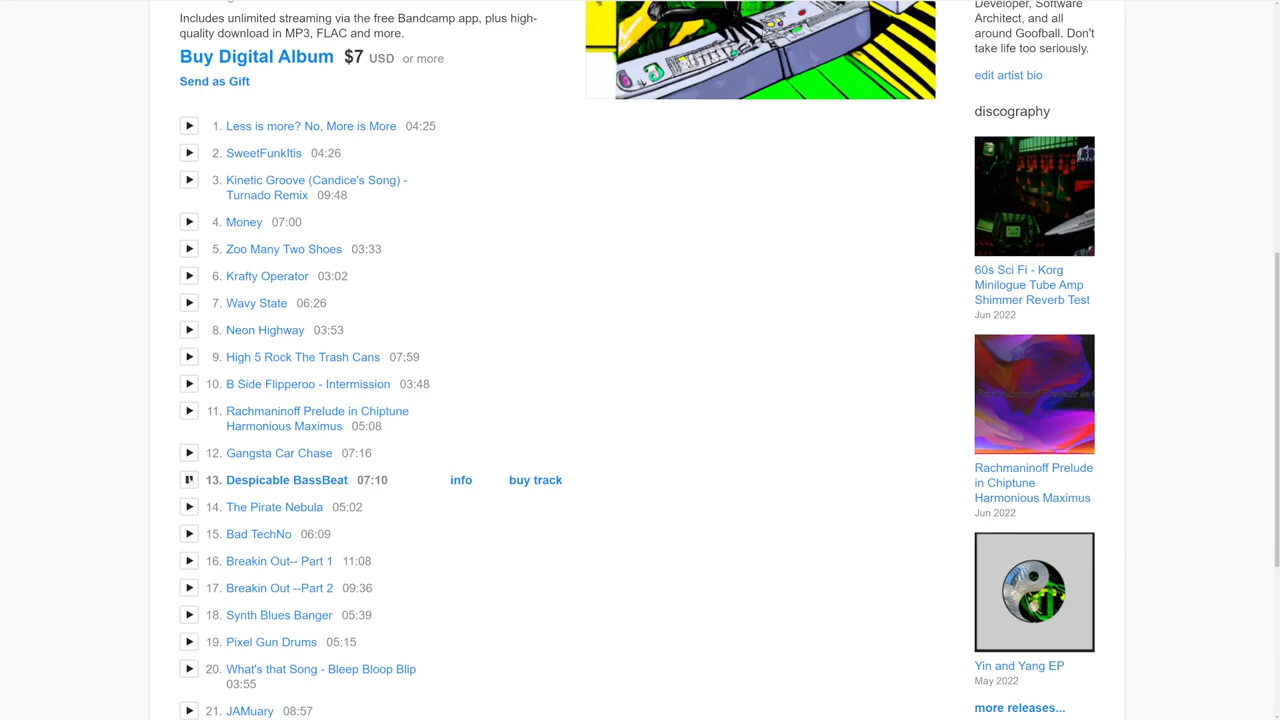 Includes unlimited streaming via the free Bandcamp app, plus high-
quality download in MP3, FLAC and more.
Buy Digital Album $7 USD or more
Send as Gift
1. Less is more? No, More is More 04:25
2. SweetFunkItis 04:26
3. Kinetic Groove (Candice's Song) -
Turnado Remix 09:48
4. Money 07:00
5. Zoo Many Two Shoes 03:33
6. Krafty Operator 03:02
7. Wavy State 06:26
8. Neon Highway 03:53
9. High 5 Rock The Trash Cans 07:59
10. B Side Flipperoo - Intermission 03:48
11. Rachmaninoff Prelude in Chiptune
Harmonious Maximus 05:08
12. Gangsta Car Chase 07:16
13. Despicable BassBeat 07:10 info buy track
14. The Pirate Nebula 05:02
15. Bad TechNo 06:09
16. Breakin Out-- Part 1 11:08
17. Breakin Out --Part 2 09:36
18. Synth Blues Banger 05:39
19. Pixel Gun Drums 05:15
20. What's that Song - Bleep Bloop Blip
03:55
21. JAMuary 08:57
Developer, Software
Architect, and all
around Goofball. Don't
take life too seriously.
edit artist bio
discography
60s Sci Fi - Korg
Minilogue Tube Amp
Shimmer Reverb Test
Jun 2022
Rachmaninoff Prelude
in Chiptune
Harmonious Maximus
Jun 2022
Yin and Yang EP
May 2022
more releases...